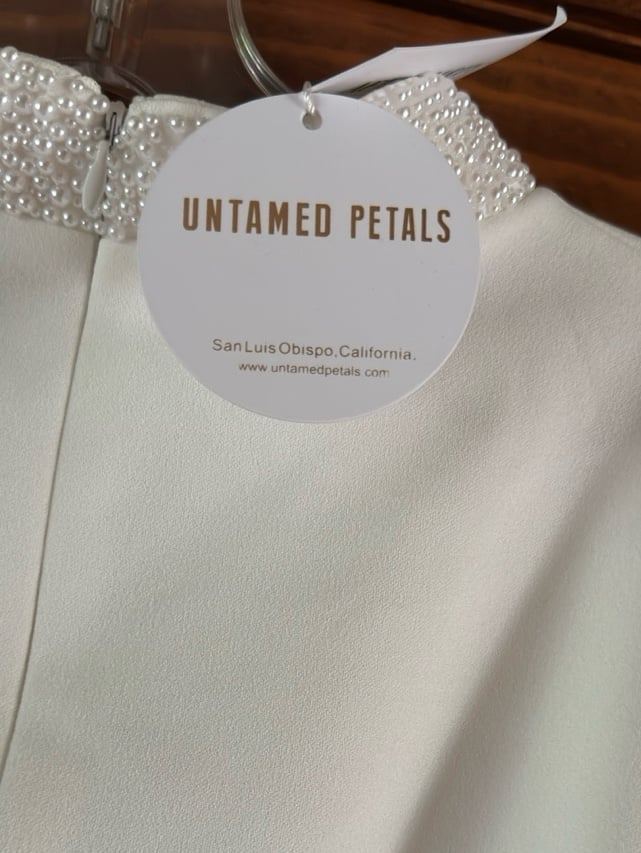 UNTAMED PETALS
San Luis Obispo, California.
www untamedpetals com